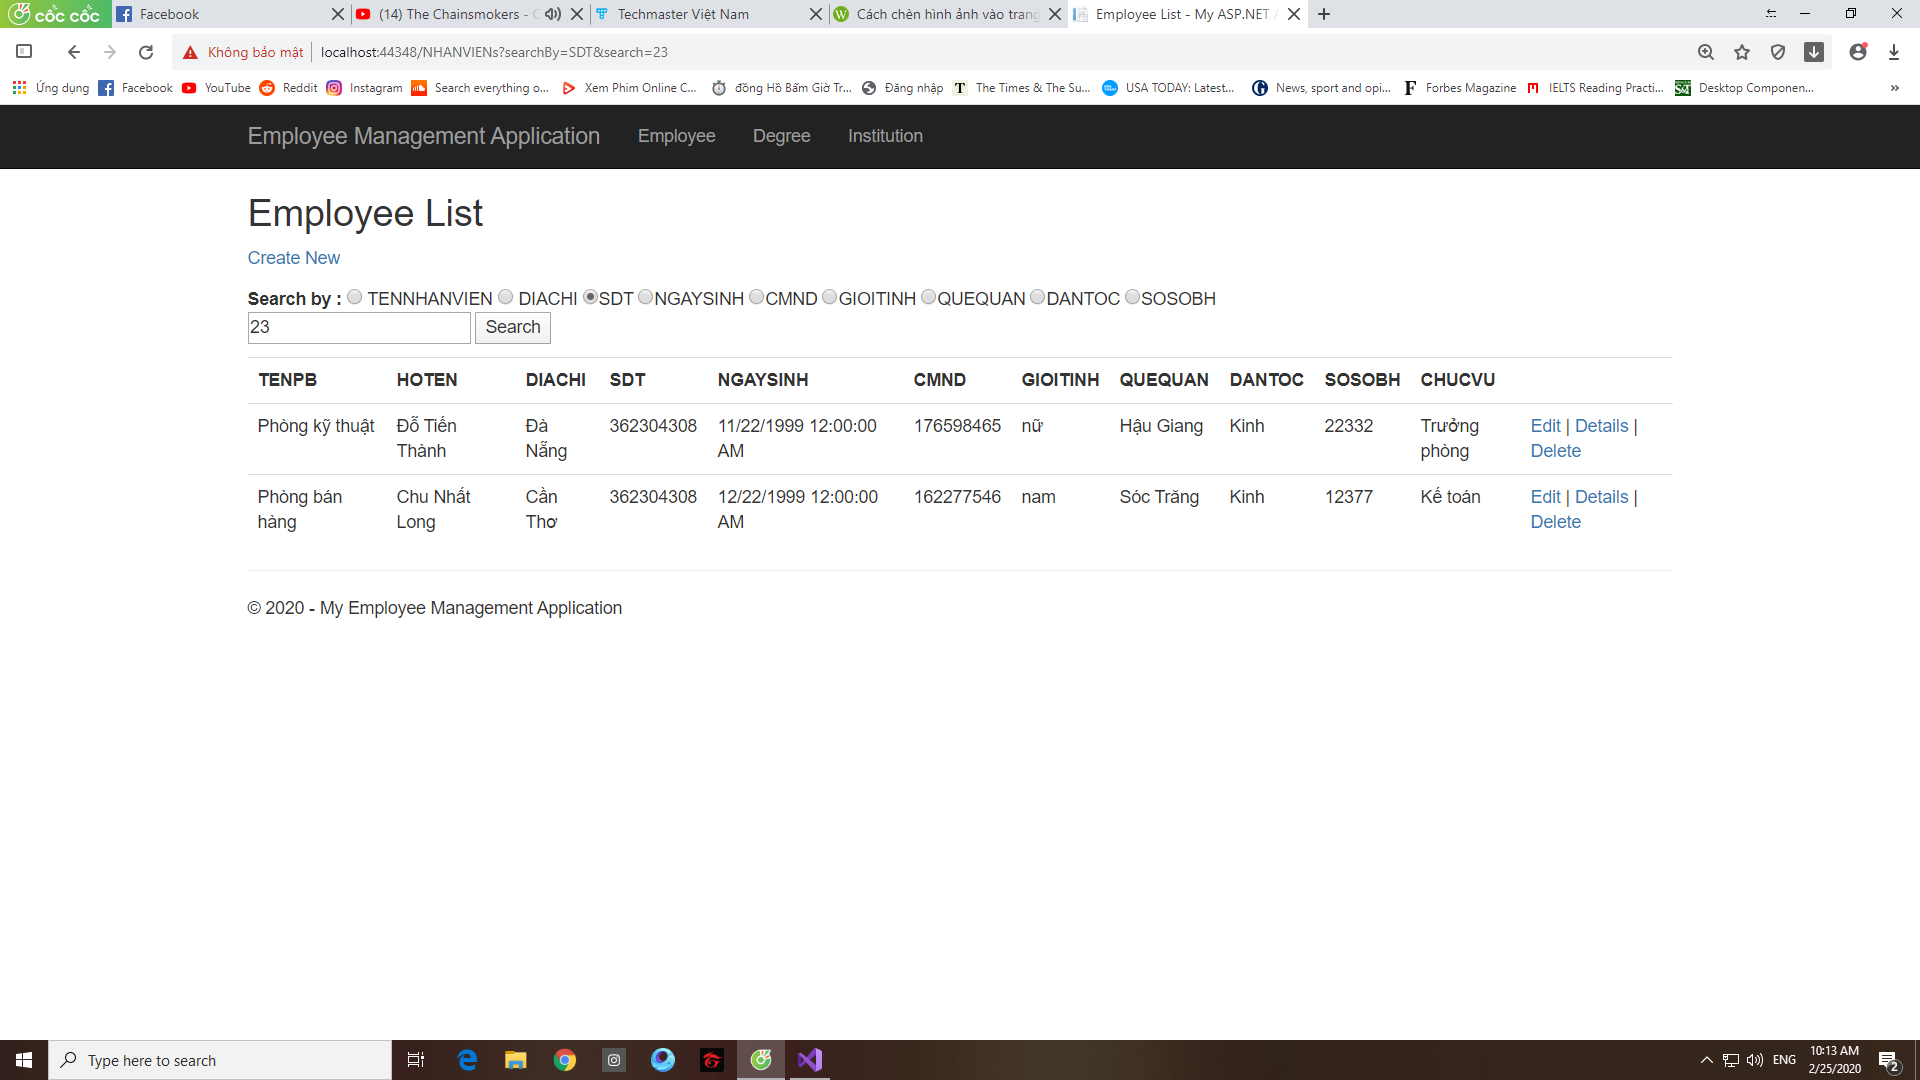 cốc cốc Facebook (14) The Chainsmokers - Techmaster Việt Nam Cách chèn hình ảnh vào trang Employee List - My ASP.NET
Không bảo mật localhost:44348/NHANVIENs?searchBy=SDT&search=23
Ứng dụng Facebook YouTube Reddit Instagram Search everything o... Xem Phim Online C... đồng Hồ Bấm Giờ Tr... Đăng nhập The Times & The Su... USA TODAY: Latest... News, sport and opi... Forbes Magazine IELTS Reading Practi... Desktop Componen... »
Employee Management Application Employee Degree Institution
Employee List
Create New
Search by : TENNHANVIEN DIACHI SDT NGAYSINH CMND GIOITINH QUEQUAN DANTOC SOSOBH
23 Search
TENPB HOTEN DIACHI SDT NGAYSINH CMND GIOITINH QUEQUAN DANTOC SOSOBH CHUCVU
Phòng kỹ thuật Đỗ Tiến Đà 362304308 11/22/1999 12:00:00 176598465 nữ Hậu Giang Kinh 22332 Trưởng Edit | Details |
Thành Nẵng AM phòng Delete
Phòng bán Chu Nhất Cần 362304308 12/22/1999 12:00:00 162277546 nam Sóc Trăng Kinh 12377 Kế toán Edit | Details |
hàng Long Thơ AM Delete
© 2020 - My Employee Management Application
Type here to search ENG 10:13 AM
2/25/2020 2